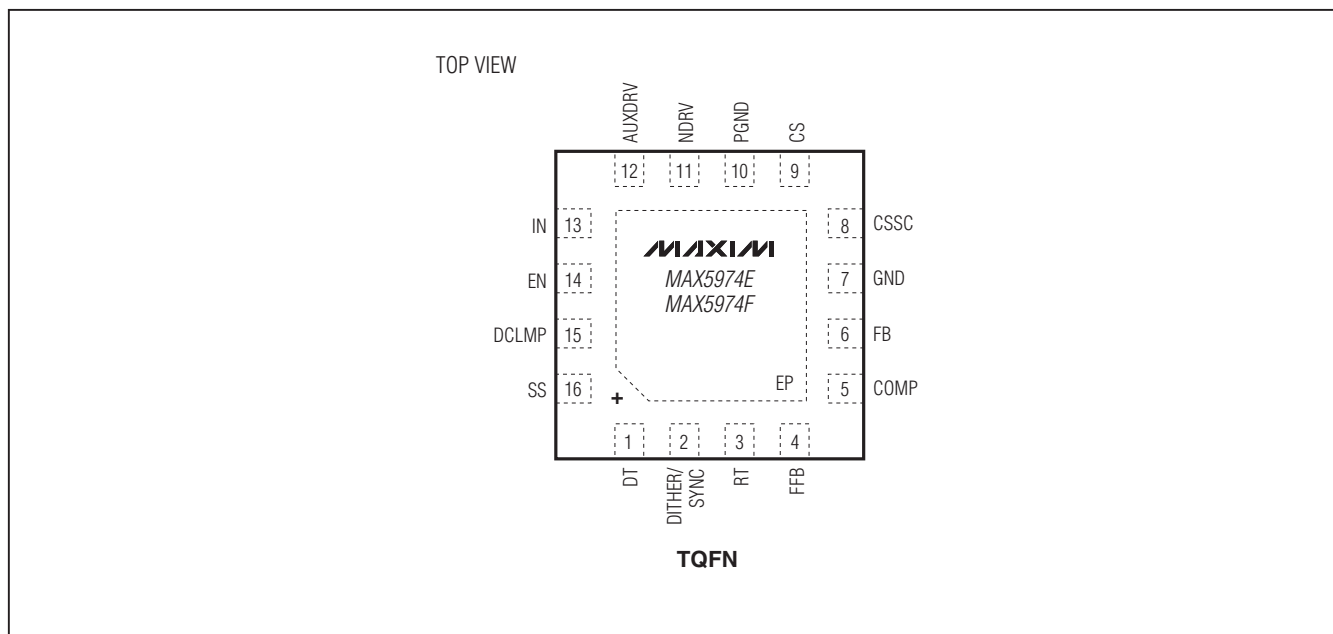 TOP VIEW
AUXDRV
NDRV
PGND
CS
12
11
10
9
IN
13
8
CSSC
MAXIM
EN
14
MAX5974E
7
GND
MAX5974F
DCLMP
15
6
FB
SS
16
EP
5
COMP
+
1
2
3
4
DT
DITHER/
SYNC
RT
FFB
TQFN